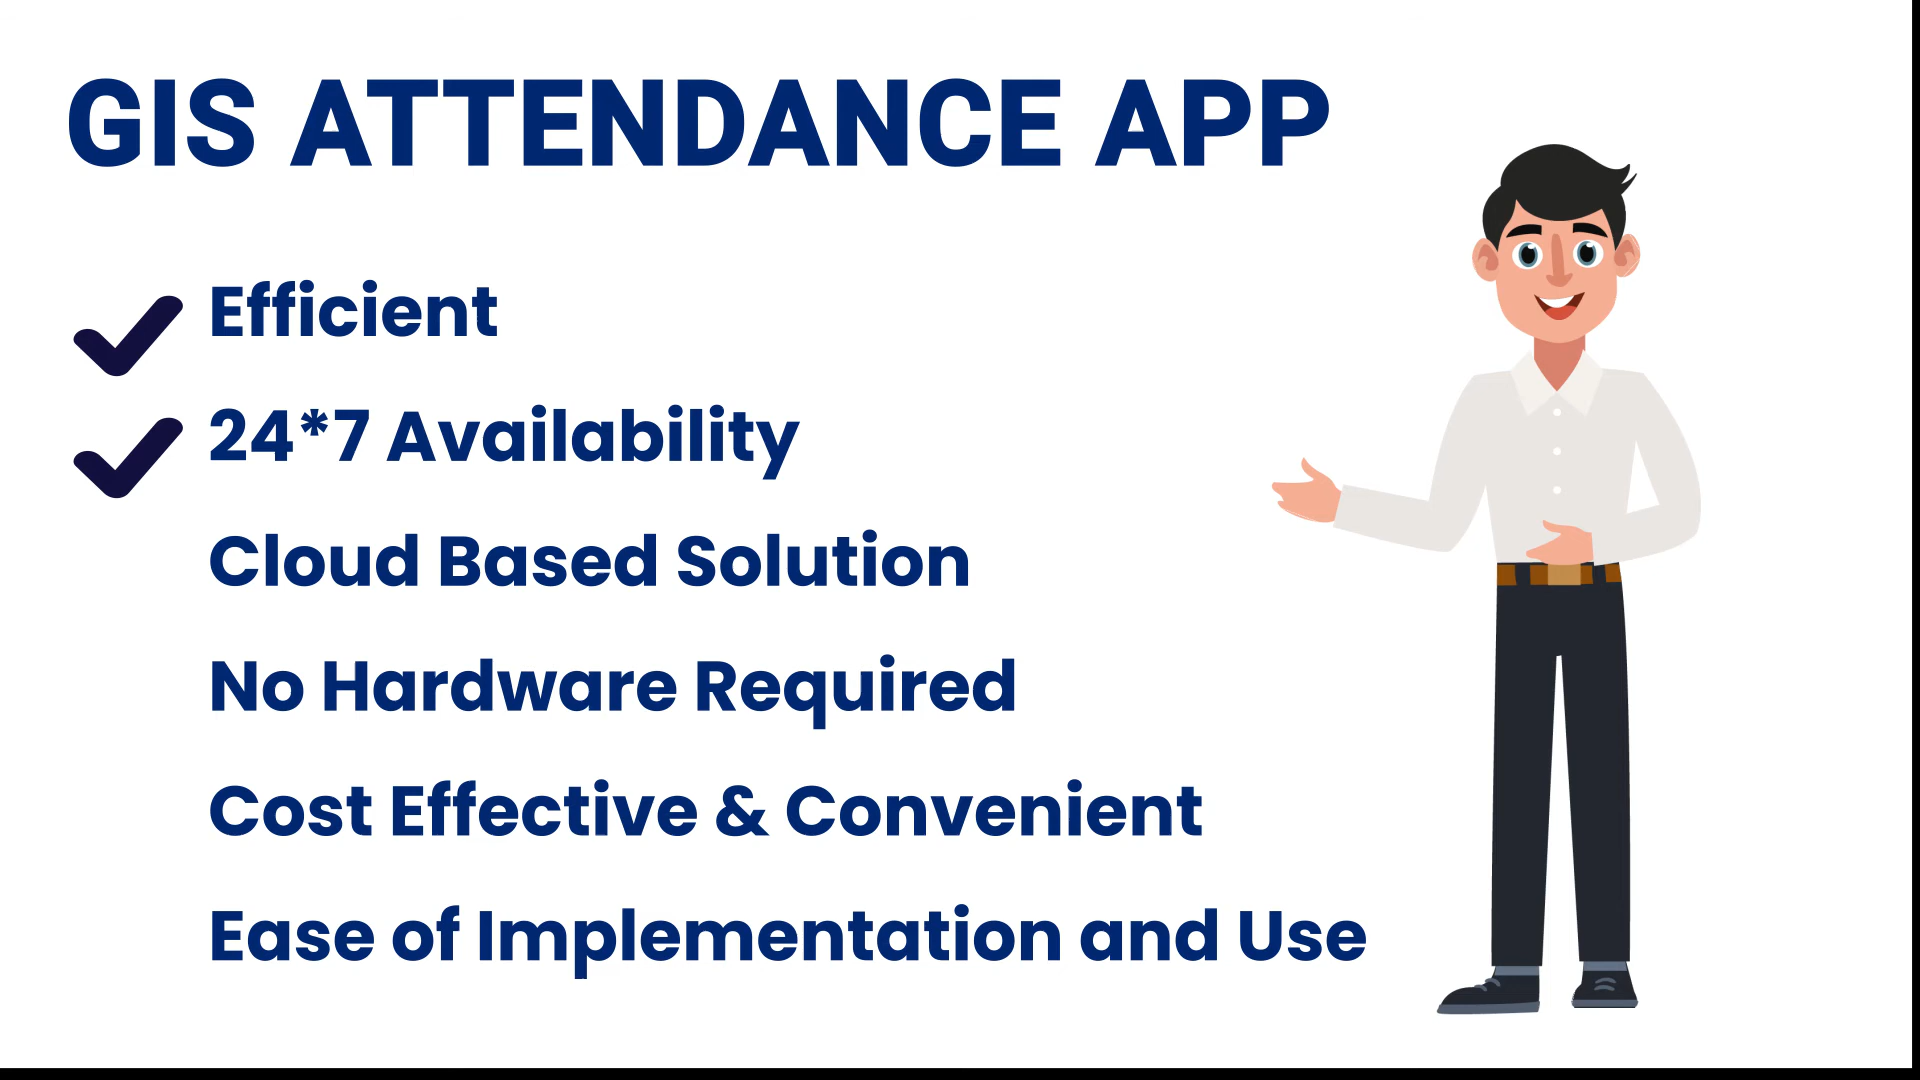 GIS ATTENDANCE APP
Efficient
24*7 Availability
Cloud Based Solution
No Hardware Required
Cost Effective & Convenient
Ease of Implementation and Use